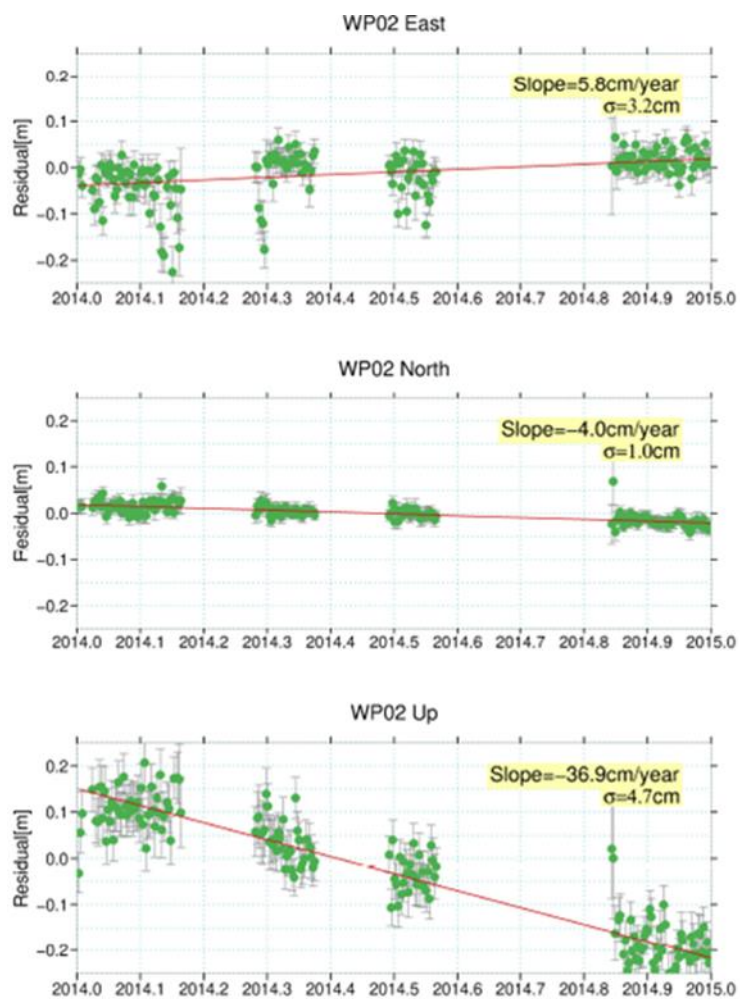 WP02 East
Slope=5.8cm/year
σ=3.2cm
0.2
0.1
0.0
−0.1
−0.2
Residual[m]
2014.0 2014.1 2014.2 2014.3 2014.4 2014.5 2014.6 2014.7 2014.8 2014.9 2015.0
WP02 North
Slope=−4.0cm/year
σ=1.0cm
0.2
0.1
0.0
−0.1
−0.2
Fesidual[m]
2014.0 2014.1 2014.2 2014.3 2014.4 2014.5 2014.6 2014.7 2014.8 2014.9 2015.0
WP02 Up
Slope=−36.9cm/year
σ=4.7cm
0.2
0.1
0.0
−0.1
−0.2
Residual[m]
2014.0 2014.1 2014.2 2014.3 2014.4 2014.5 2014.6 2014.7 2014.8 2014.9 2015.0